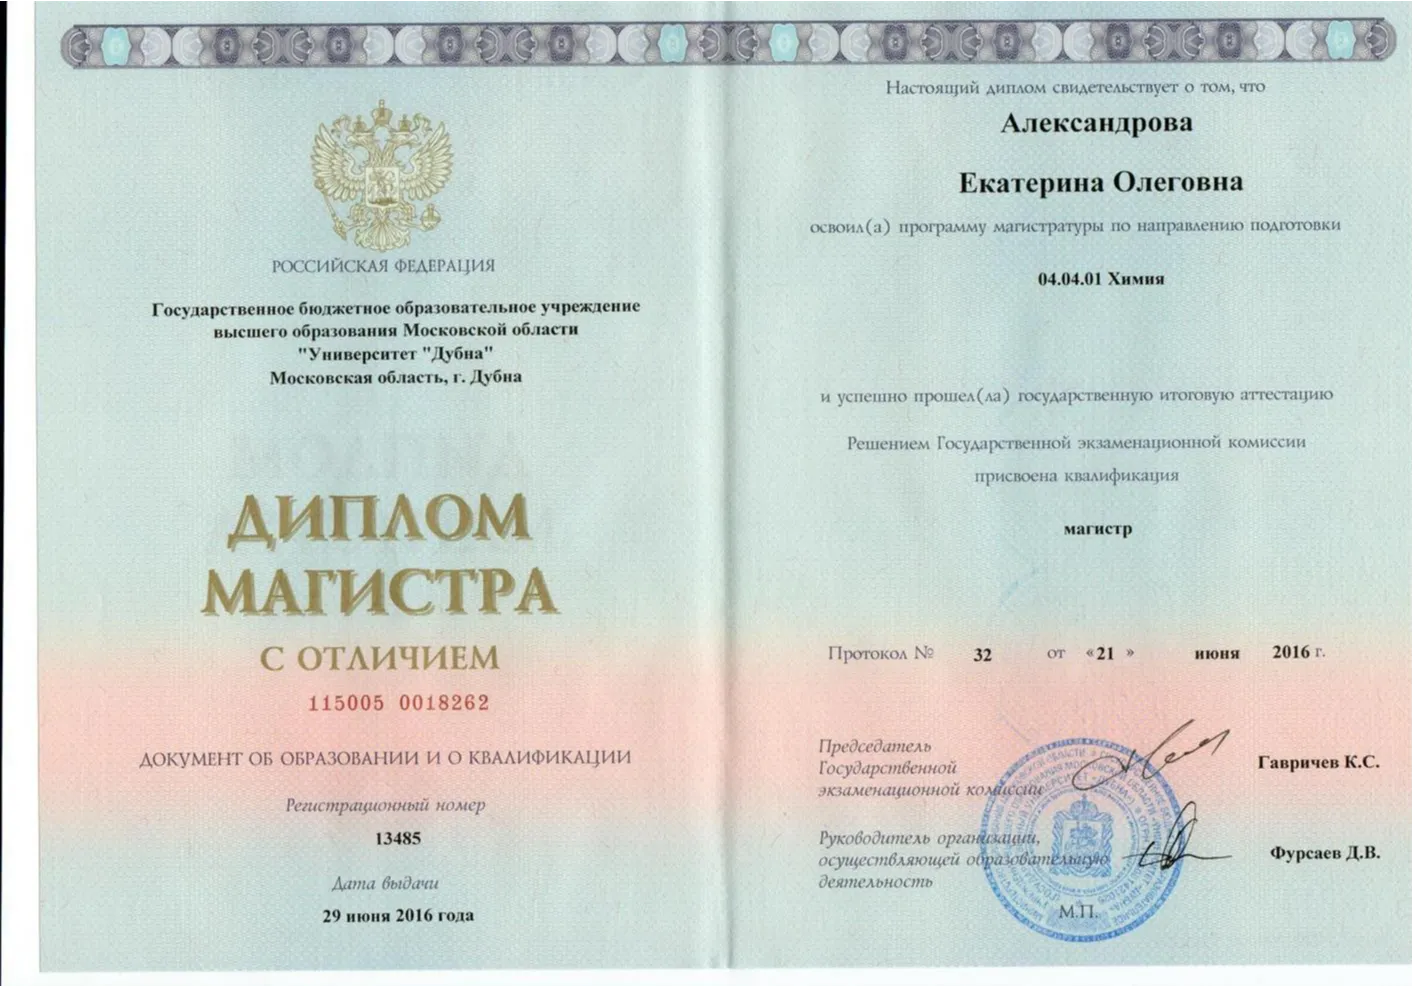 РОССИЙСКАЯ ФЕДЕРАЦИЯ
Государственное бюджетное образовательное учреждение
высшего образования Московской области
"Университет "Дубна"
Московская область, г. Дубна
ДИПЛОМ
МАГИСТРА
С ОТЛИЧИЕМ
115005 0018262
ДОКУМЕНТ ОБ ОБРАЗОВАНИИ И О КВАЛИФИКАЦИИ
Регистрационный номер
13485
Дата выдачи
29 июня 2016 года
Настоящий диплом свидетельствует о том, что
Александрова
Екатерина Олеговна
освоил(а) программу магистратуры по направлению подготовки
04.04.01 Химия
и успешно прошел(ла) государственную итоговую аттестацию
Решением Государственной экзаменационной комиссии
присвоена квалификация
магистр
Протокол № 32 от «21 » июня 2016 г.
Председатель
Государственной
экзаменационной комиссии
Гавричев К.С.
Руководитель организации,
осуществляющей образовательную
деятельность
Фурсаев Д.В.
М.П.